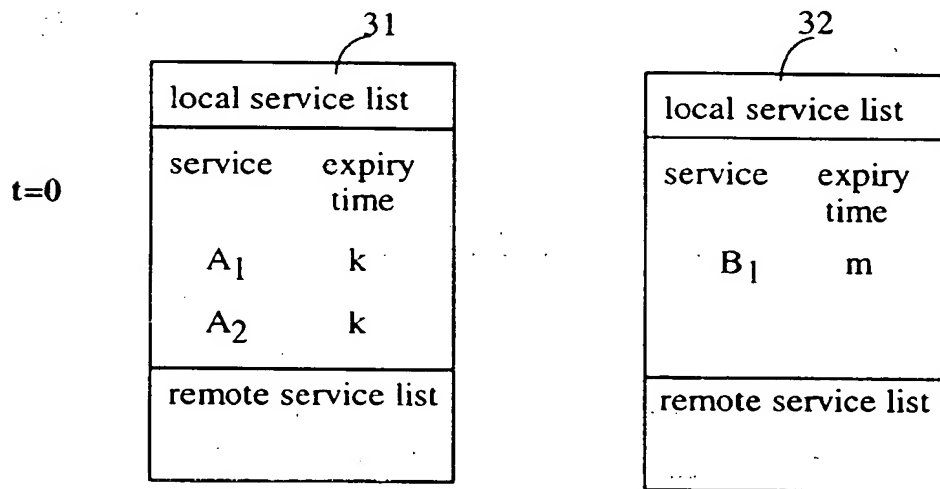 31
local service list
service expiry
time
A1 k
A2 k
remote service list
t=0
32
local service list
service expiry
time
B1 m
remote service list